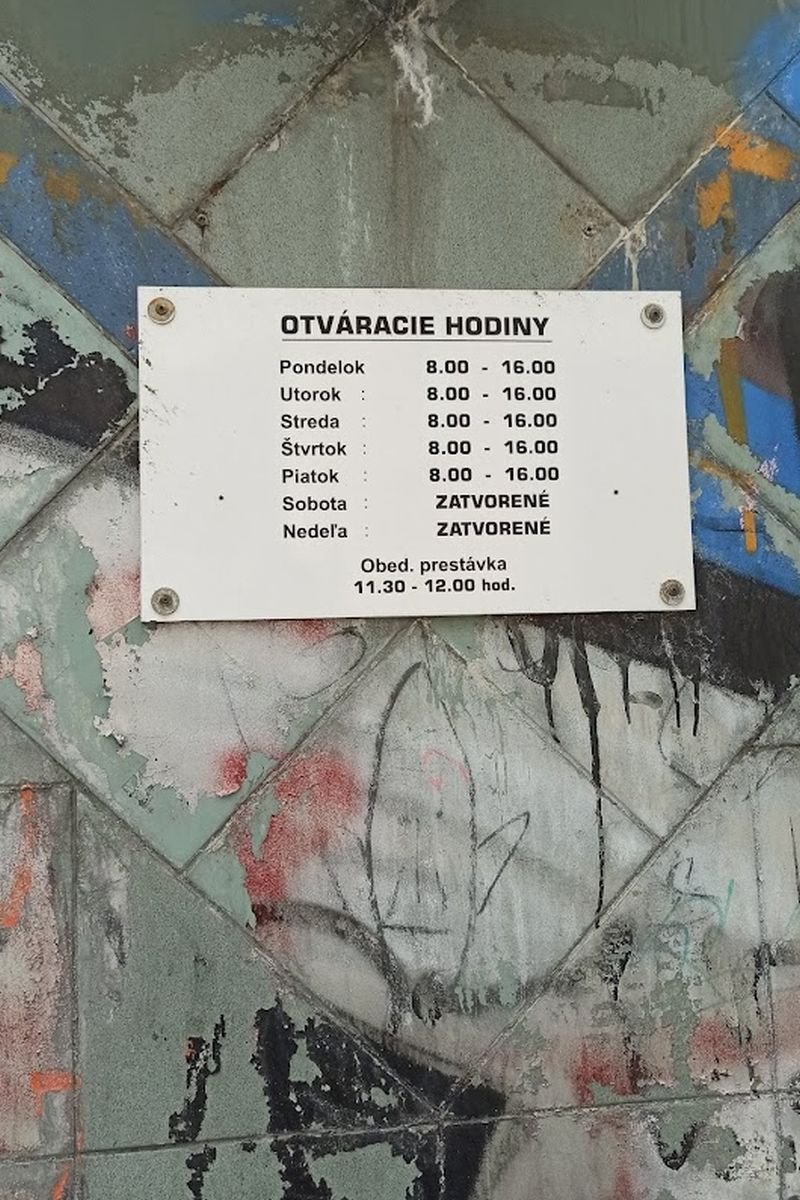 OTVÁRACIE HODINY
Pondelok 8.00 - 16.00
Utorok : 8.00 - 16.00
Streda : 8.00 - 16.00
Štvrtok : 8.00 - 16.00
Piatok : 8.00 - 16.00
Sobota : ZATVORENÉ
Nedeľa : ZATVORENÉ
Obed. prestávka
11.30 - 12.00 hod.